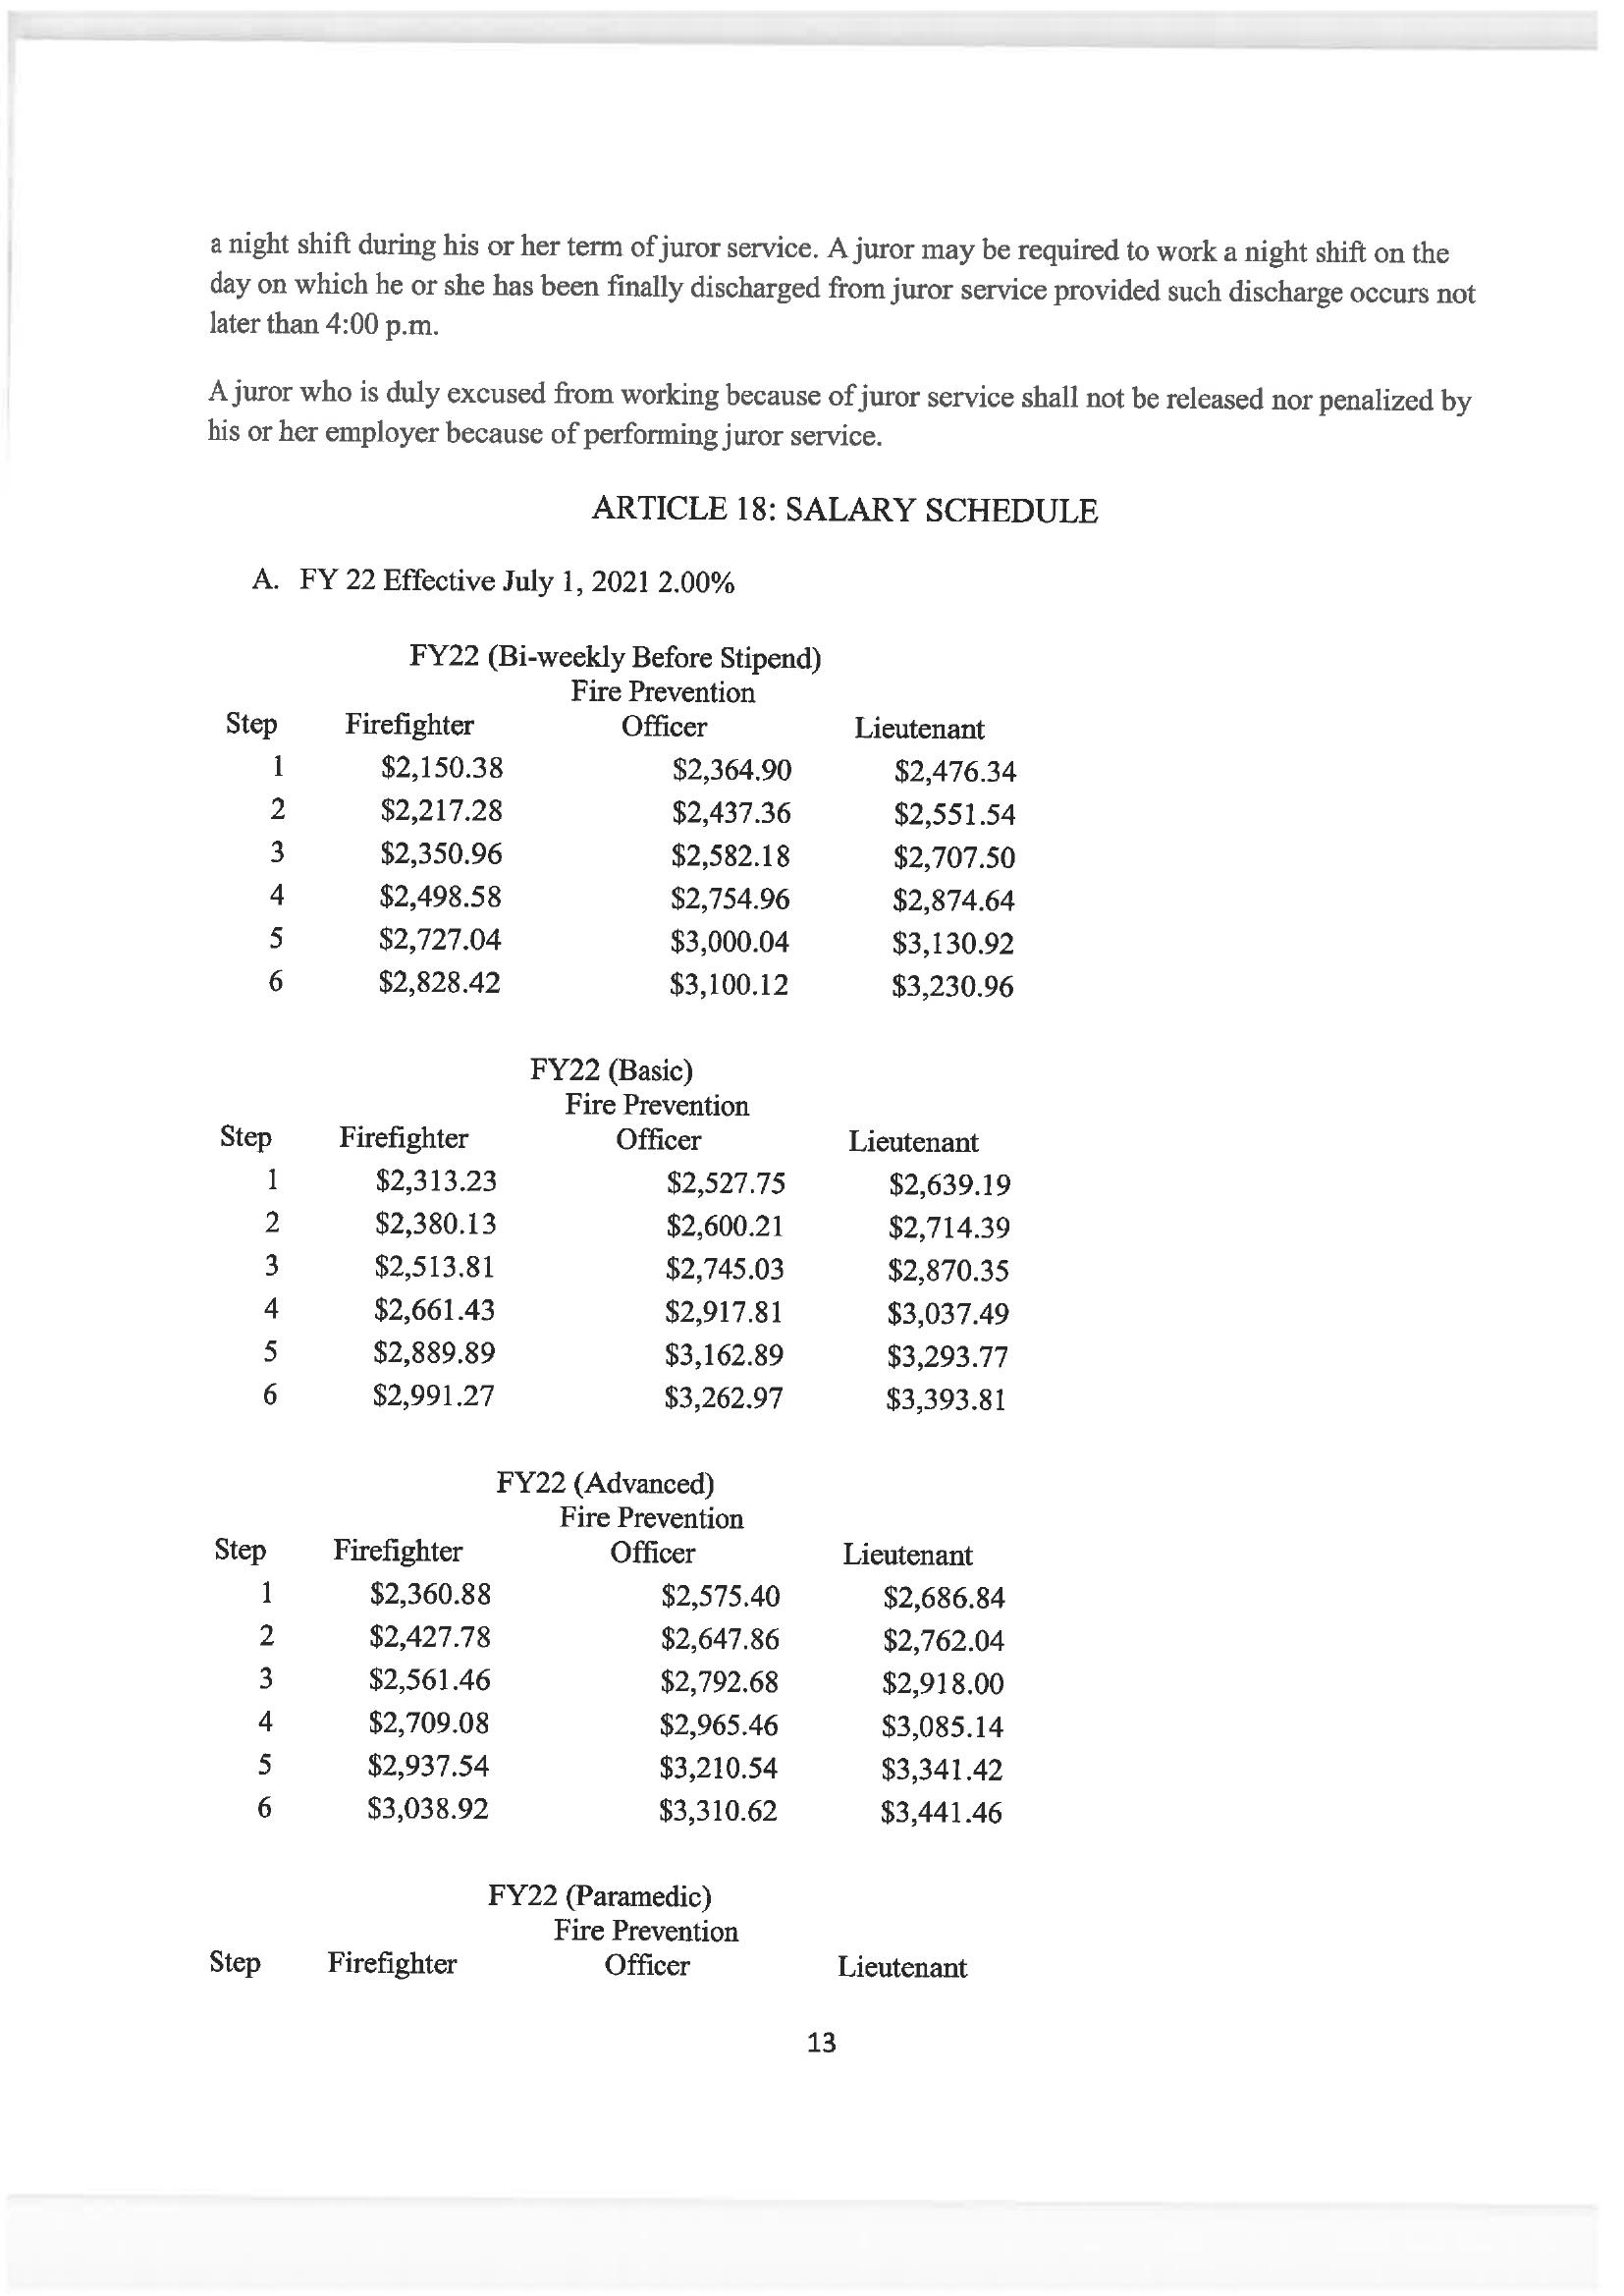 a night shift during his or her term of juror service. A juror may be required to work a night shift on the
day on which he or she has been finally discharged from juror service provided such discharge occurs not
later than 4:00 p.m.
A juror who is duly excused from working because of juror service shall not be released nor penalized by
his or her employer because of performing juror service.
ARTICLE 18: SALARY SCHEDULE
A. FY 22 Effective July 1, 2021 2.00%
FY22 (Bi-weekly Before Stipend)
Fire Prevention
Step Firefighter Officer Lieutenant
1 $2,150.38 $2,364.90 $2,476.34
2 $2,217.28 $2,437.36 $2,551.54
3 $2,350.96 $2,582.18 $2,707.50
4 $2,498.58 $2,754.96 $2,874.64
5 $2,727.04 $3,000.04 $3,130.92
6 $2,828.42 $3,100.12 $3,230.96
FY22 (Basic)
Fire Prevention
Step Firefighter Officer Lieutenant
1 $2,313.23 $2,527.75 $2,639.19
2 $2,380.13 $2,600.21 $2,714.39
3 $2,513.81 $2,745.03 $2,870.35
4 $2,661.43 $2,917.81 $3,037.49
5 $2,889.89 $3,162.89 $3,293.77
6 $2,991.27 $3,262.97 $3,393.81
FY22 (Advanced)
Fire Prevention
Step Firefighter Officer Lieutenant
1 $2,360.88 $2,575.40 $2,686.84
2 $2,427.78 $2,647.86 $2,762.04
3 $2,561.46 $2,792.68 $2,918.00
4 $2,709.08 $2,965.46 $3,085.14
5 $2,937.54 $3,210.54 $3,341.42
6 $3,038.92 $3,310.62 $3,441.46
FY22 (Paramedic)
Fire Prevention
Step Firefighter Officer Lieutenant
13